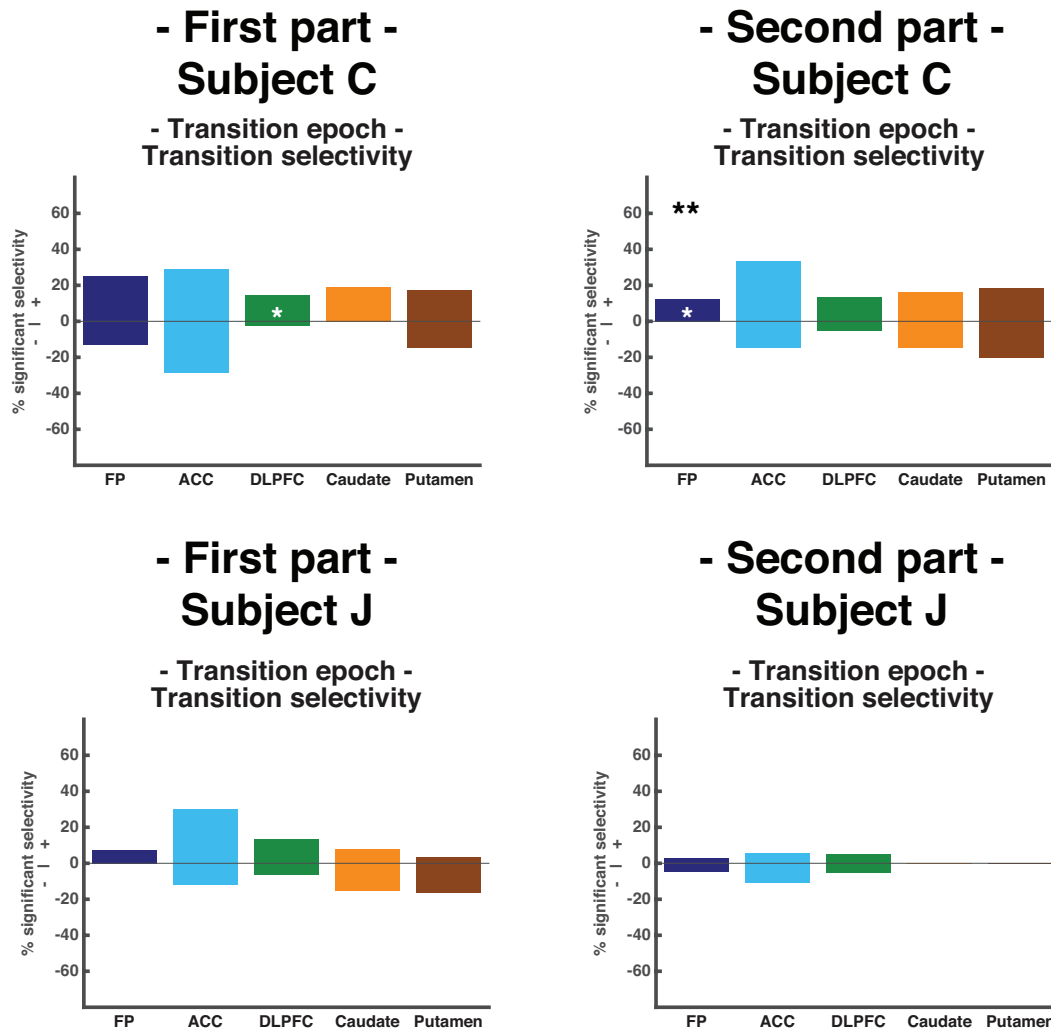 - First part -
Subject C
- Transition epoch -
Transition selectivity
% significant selectivity
- | +
60
40
20
0
-20
-40
-60
*
FP
ACC
DLPFC
Caudate
Putamen
- Second part -
Subject C
- Transition epoch -
Transition selectivity
% significant selectivity
- | +
60
40
20
0
-20
-40
-60
**
*
FP
ACC
DLPFC
Caudate
Putamen
- First part -
Subject J
- Transition epoch -
Transition selectivity
% significant selectivity
- | +
60
40
20
0
-20
-40
-60
FP
ACC
DLPFC
Caudate
Putamen
- Second part -
Subject J
- Transition epoch -
Transition selectivity
% significant selectivity
- | +
60
40
20
0
-20
-40
-60
FP
ACC
DLPFC
Caudate
Putamen